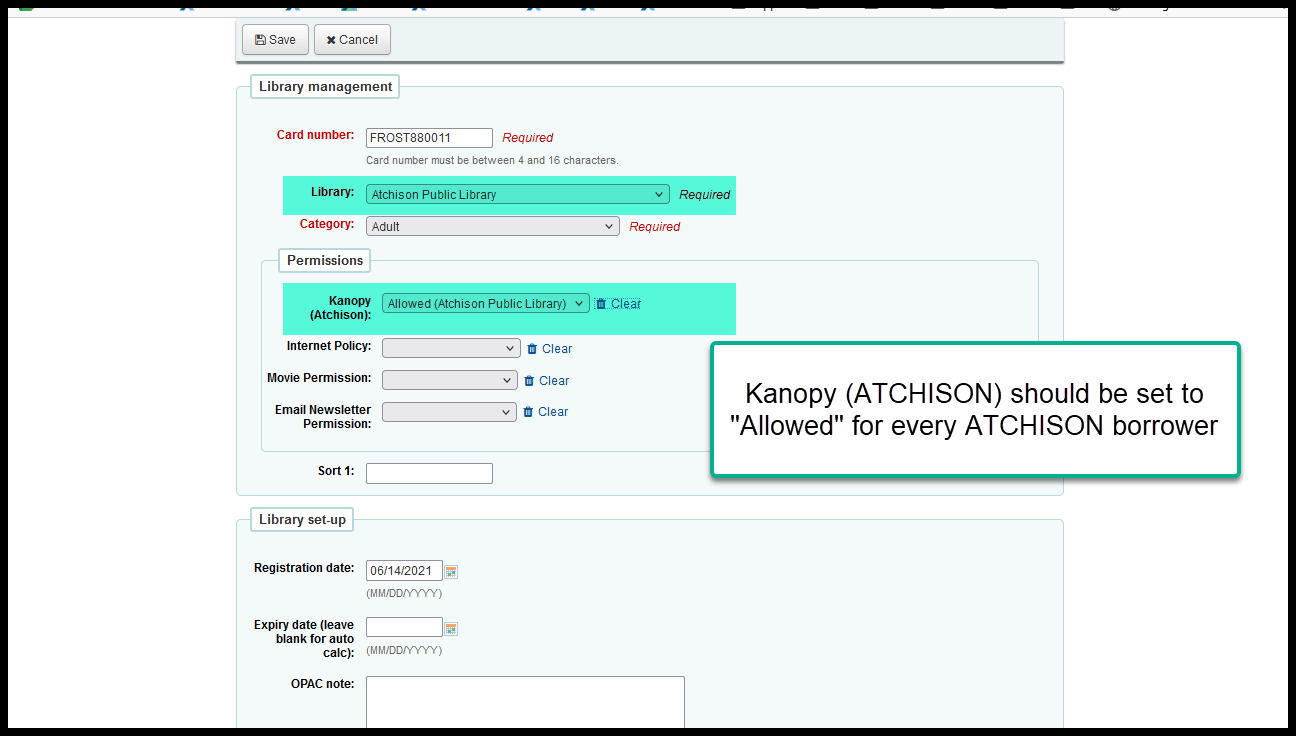 Save Cancel
Library management
Card number: FROST880011 Required
Card number must be between 4 and 16 characters.
Library: Atchison Public Library Required
Category: Adult Required
Permissions
Kanopy
(Atchison): Allowed (Atchison Public Library) Clear
Internet Policy: Clear
Movie Permission: Clear
Email Newsletter
Permission: Clear
Kanopy (ATCHISON) should be set to
"Allowed" for every ATCHISON borrower
Sort 1:
Library set-up
Registration date: 06/14/2021
(MM/DD/YYYY)
Expiry date (leave
blank for auto
calc):
(MM/DD/YYYY)
OPAC note: